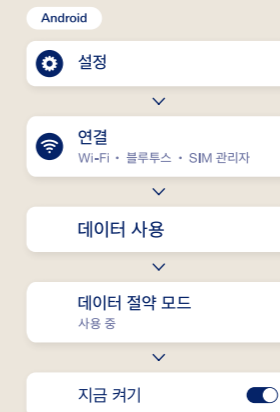 Android
설정
연결
Wi-Fi • 블루투스 • SIM 관리자
데이터 사용
데이터 절약 모드
사용 중
지금 켜기